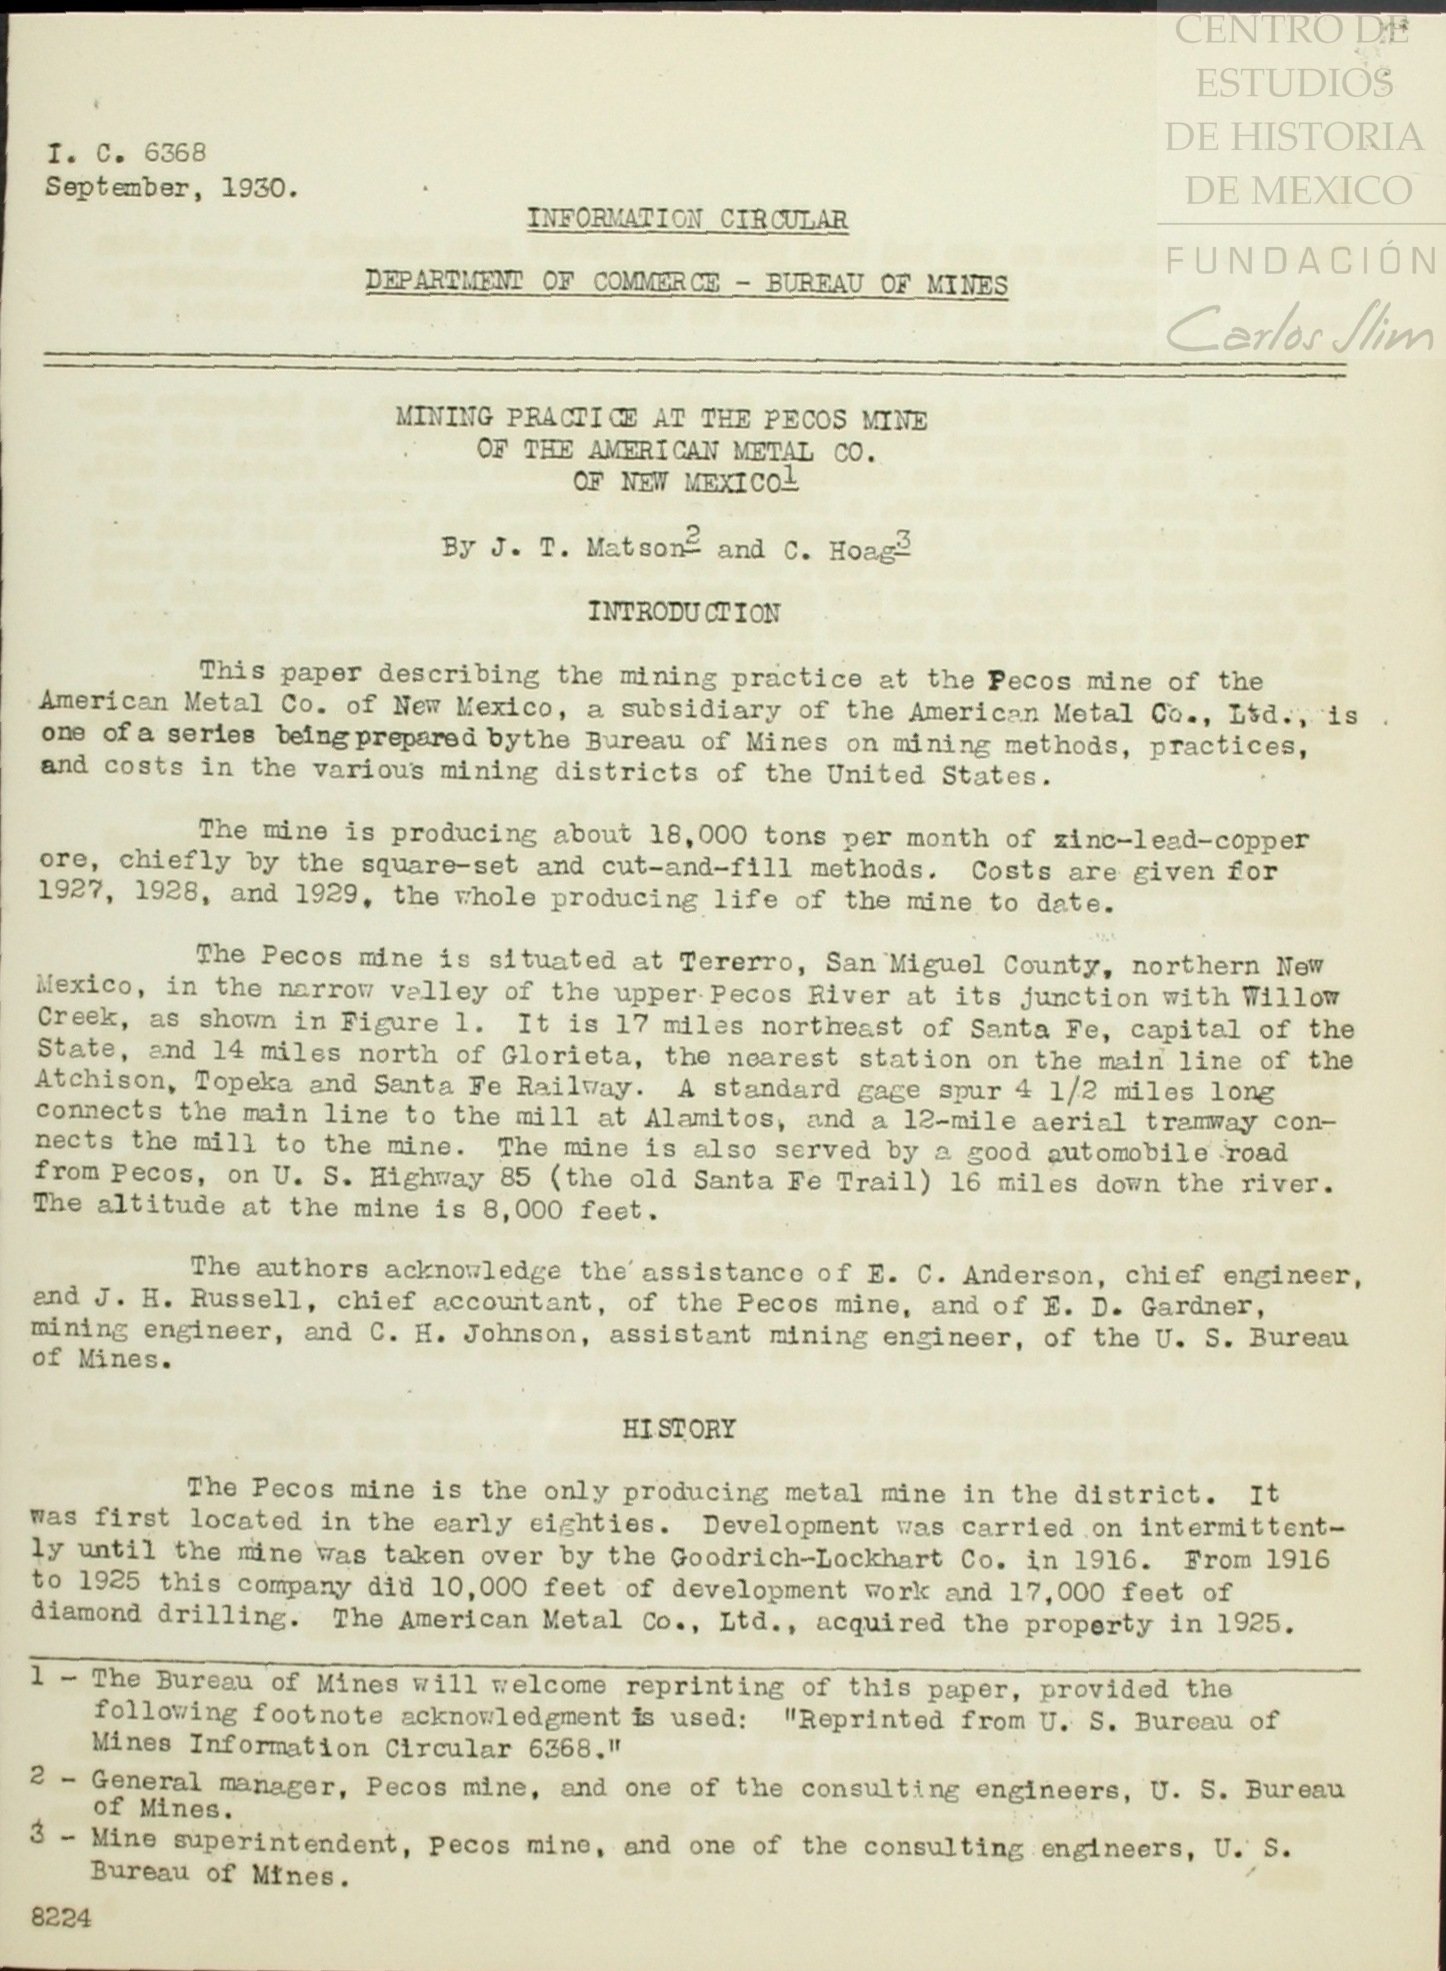 CENTRO DE
ESTUDIOS
DE HISTORIA
DE MEXICO
FUNDACIÓN
Carlos Slim
I. C. 6368
September, 1930.
INFORMATION CIRCULAR
DEPARTMENT OF COMMERCE - BUREAU OF MINES
MINING PRACTICE AT THE PECOS MINE
OF THE AMERICAN METAL CO.
OF NEW MEXICO1
By J. T. Matson2 and C. Hoag3
INTRODUCTION
This paper describing the mining practice at the Pecos mine of the
American Metal Co. of New Mexico, a subsidiary of the American Metal Co., Ltd., is
one of a series being prepared by the Bureau of Mines on mining methods, practices,
and costs in the various mining districts of the United States.
The mine is producing about 18,000 tons per month of zinc-lead-copper
ore, chiefly by the square-set and cut-and-fill methods. Costs are given for
1927, 1928, and 1929, the whole producing life of the mine to date.
The Pecos mine is situated at Tererro, San Miguel County, northern New
Mexico, in the narrow valley of the upper Pecos River at its junction with Willow
Creek, as shown in Figure 1. It is 17 miles northeast of Santa Fe, capital of the
State, and 14 miles north of Glorieta, the nearest station on the main line of the
Atchison, Topeka and Santa Fe Railway. A standard gage spur 4 1/2 miles long
connects the main line to the mill at Alamitos, and a 12-mile aerial tramway con-
nects the mill to the mine. The mine is also served by a good automobile road
from Pecos, on U. S. Highway 85 (the old Santa Fe Trail) 16 miles down the river.
The altitude at the mine is 8,000 feet.
The authors acknowledge the assistance of E. C. Anderson, chief engineer,
and J. H. Russell, chief accountant, of the Pecos mine, and of E. D. Gardner,
mining engineer, and C. H. Johnson, assistant mining engineer, of the U. S. Bureau
of Mines.
HISTORY
The Pecos mine is the only producing metal mine in the district. It
was first located in the early eighties. Development was carried on intermittent-
ly until the mine was taken over by the Goodrich-Lockhart Co. in 1916. From 1916
to 1925 this company did 10,000 feet of development work and 17,000 feet of
diamond drilling. The American Metal Co., Ltd., acquired the property in 1925.
1 - The Bureau of Mines will welcome reprinting of this paper, provided the
following footnote acknowledgment is used: "Reprinted from U. S. Bureau of
Mines Information Circular 6368."
2 - General manager, Pecos mine, and one of the consulting engineers, U. S. Bureau
of Mines.
3 - Mine superintendent, Pecos mine, and one of the consulting engineers, U. S.
Bureau of Mines.
8224